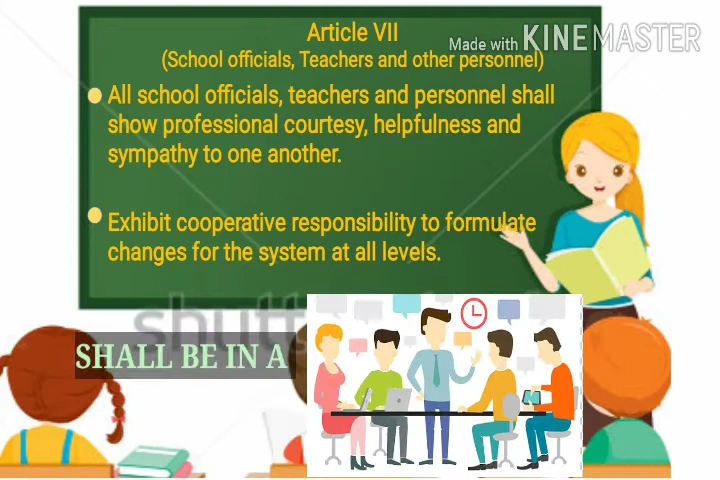 Article VII
Made with KINEMASTER
(School officials, Teachers and other personnel)
All school officials, teachers and personnel shall
show professional courtesy, helpfulness and
sympathy to one another.
Exhibit cooperative responsibility to formulate
changes for the system at all levels.
shutt
SHALL BE IN A